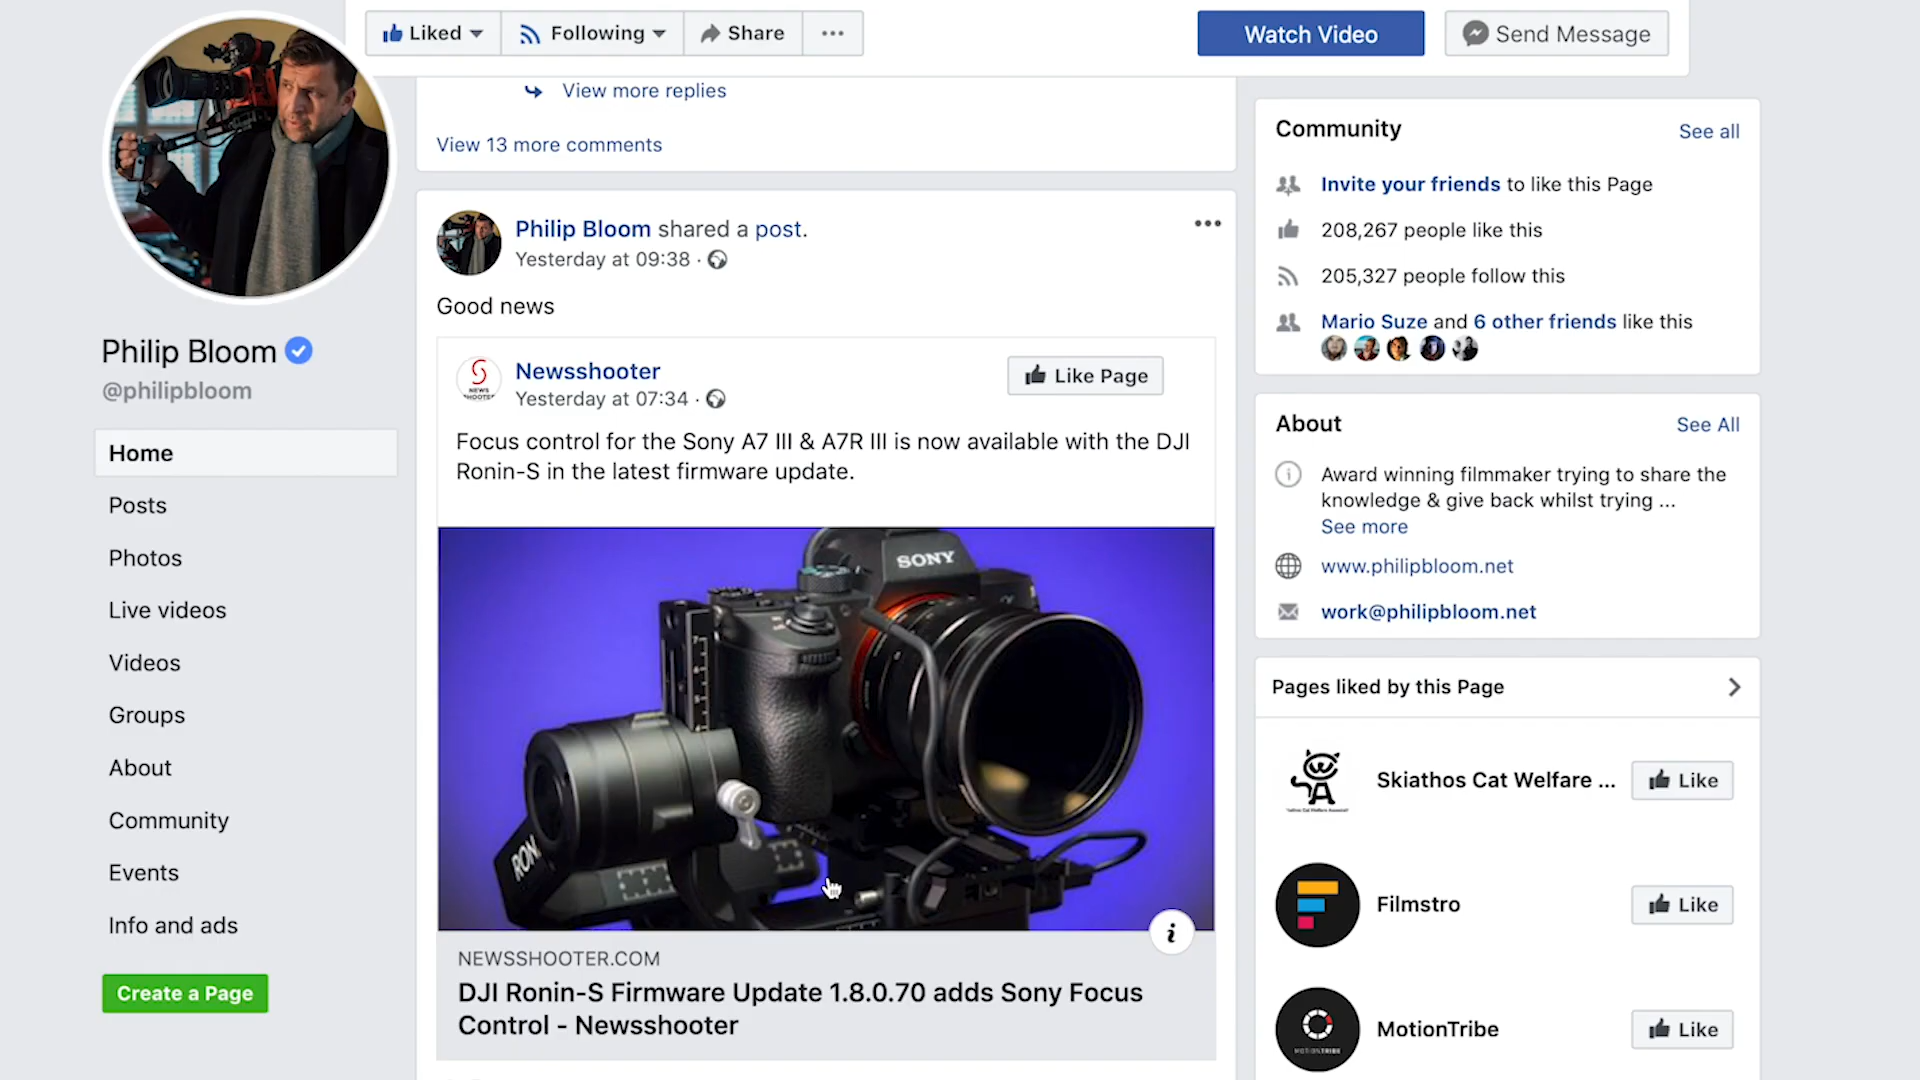 Liked
Following
Share
Watch Video
Send Message
View more replies
View 13 more comments
Philip Bloom
@philipbloom
Home
Posts
Photos
Live videos
Videos
Groups
About
Community
Events
Info and ads
Create a Page
Philip Bloom shared a post.
Yesterday at 09:38 ·
Good news
NEWS
SHOOTER
Newsshooter
Yesterday at 07:34 ·
Like Page
Focus control for the Sony A7 III & A7R III is now available with the DJI
Ronin-S in the latest firmware update.
SONY
RON
NEWSSHOOTER.COM
DJI Ronin-S Firmware Update 1.8.0.70 adds Sony Focus
Control - Newsshooter
Community
See all
Invite your friends to like this Page
208,267 people like this
205,327 people follow this
Mario Suze and 6 other friends like this
About
See All
Award winning filmmaker trying to share the
knowledge & give back whilst trying ...
See more
www.philipbloom.net
work@philipbloom.net
Pages liked by this Page
Skiathos Cat Welfare ...
Like
Filmstro
Like
MOTIONTRIBE
MotionTribe
Like